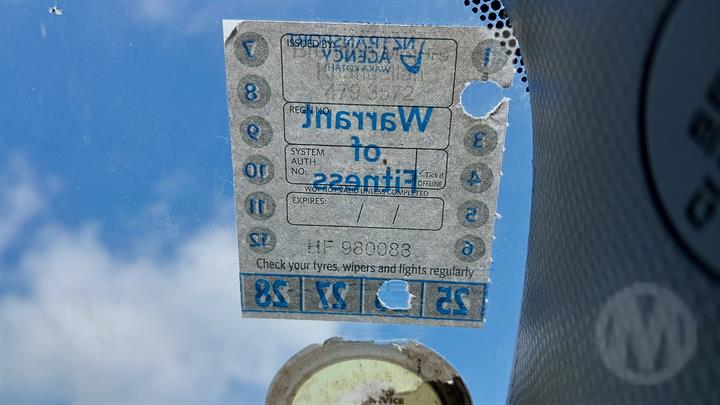 ISSUED BY:
NZ TRANSPORT
AGENCY
WAKA KOTAHI
479 3572
REGN NO
Warrant
of
Fitness
SYSTEM
AUTH
NO:
Tick if
OFFLINE
WOF NOT VALID UNLESS COMPLETED
EXPIRES: / /
HF 980083
Check your tyres, wipers and lights regularly
7 1
8
9 3
10 4
11 5
12 6
28 27 25